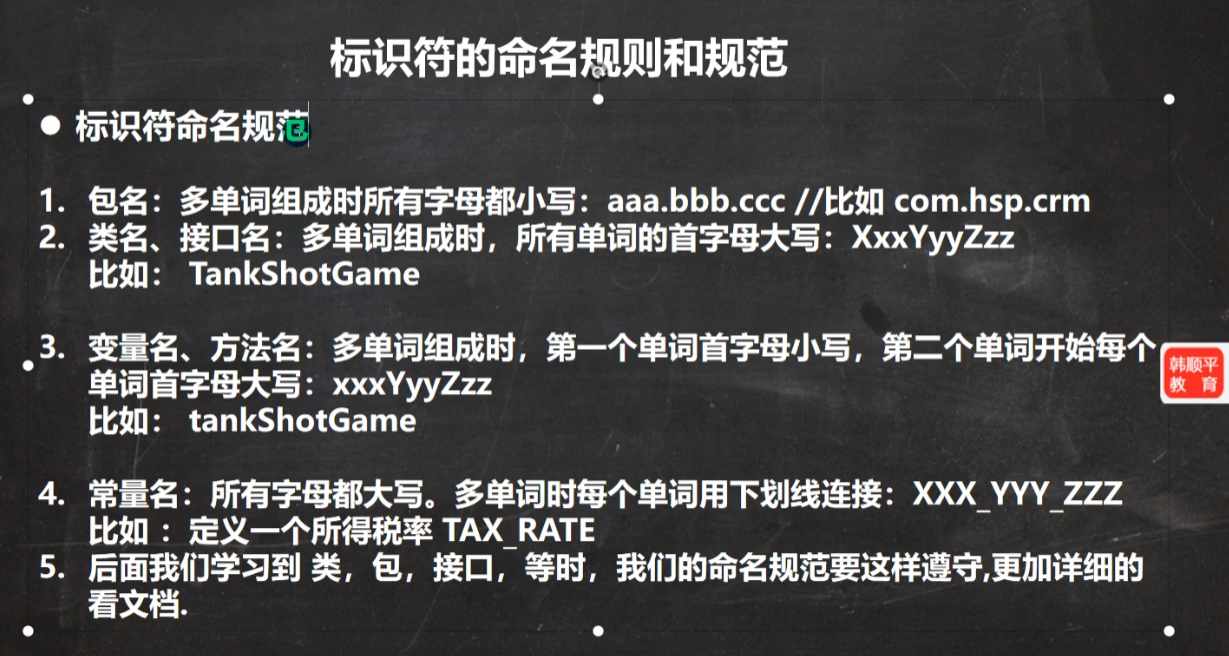 标识符的命名规则和规范
● 标识符命名规范
1. 包名：多单词组成时所有字母都小写：aaa.bbb.ccc //比如 com.hsp.crm
2. 类名、接口名：多单词组成时，所有单词的首字母大写：XxxYyyZzz
比如： TankShotGame
3. 变量名、方法名：多单词组成时，第一个单词首字母小写，第二个单词开始每个
单词首字母大写：xxxYyyZzz
比如： tankShotGame
韩顺平
教 育
4. 常量名：所有字母都大写。多单词时每个单词用下划线连接：XXX_YYY_ZZZ
比如 ：定义一个所得税率 TAX_RATE
5. 后面我们学习到 类，包，接口，等时，我们的命名规范要这样遵守,更加详细的
看文档.